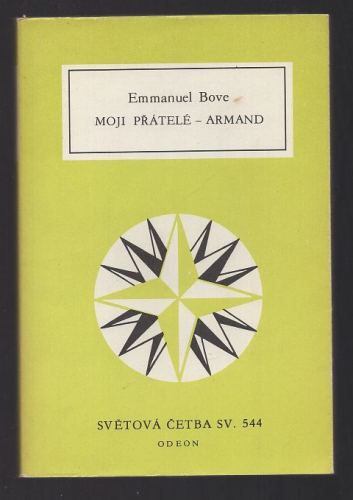 Emmanuel Bove
MOJI PŘÁTELÉ – ARMAND
SVĚTOVÁ ČETBA SV. 544
ODEON